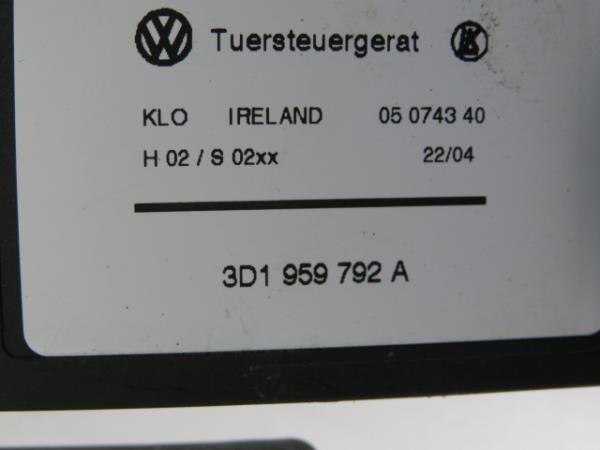 Tuersteuergerat
KLO IRELAND 05 0743 40
H 02 / S 02xx 22/04
3D1 959 792 A